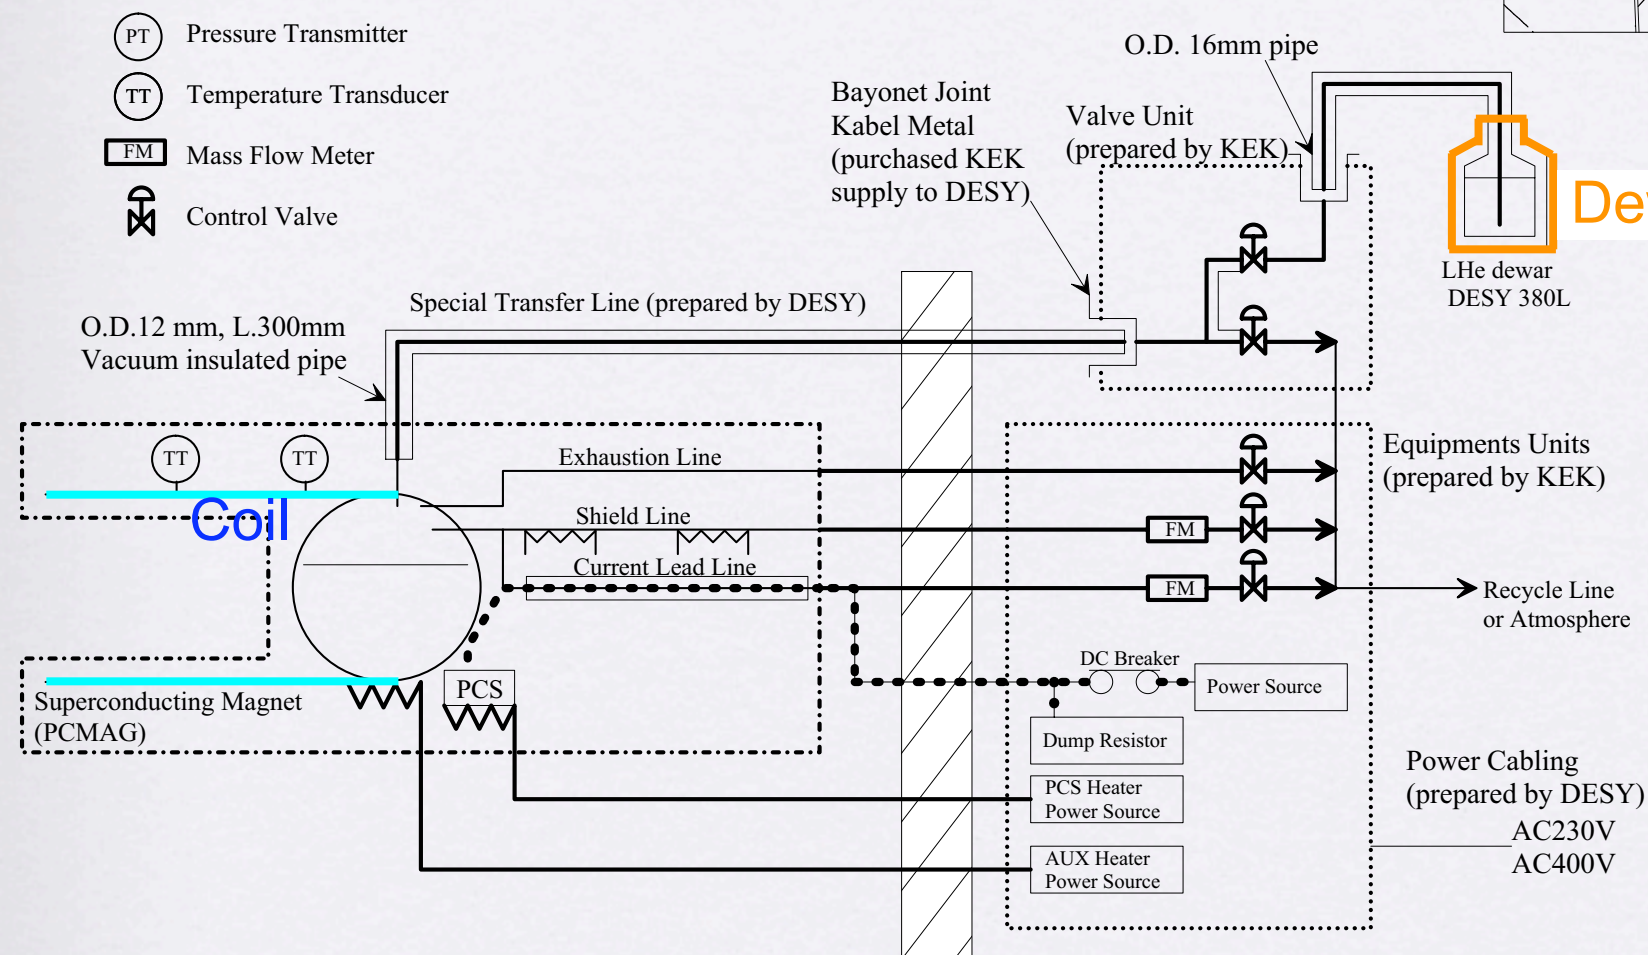 PT Pressure Transmitter
TT Temperature Transducer
FM Mass Flow Meter
Control Valve
O.D. 16mm pipe
Bayonet Joint
Kabel Metal
(purchased KEK
supply to DESY)
Valve Unit
(prepared by KEK)
LHe dewar
DESY 380L
Special Transfer Line (prepared by DESY)
O.D.12 mm, L.300mm
Vacuum insulated pipe
TT
TT
Coil
Exhaustion Line
Shield Line
Current Lead Line
FM
FM
Equipments Units
(prepared by KEK)
Recycle Line
or Atmosphere
PCS
Superconducting Magnet
(PCMAG)
DC Breaker
Power Source
Dump Resistor
PCS Heater
Power Source
AUX Heater
Power Source
Power Cabling
(prepared by DESY)
AC230V
AC400V